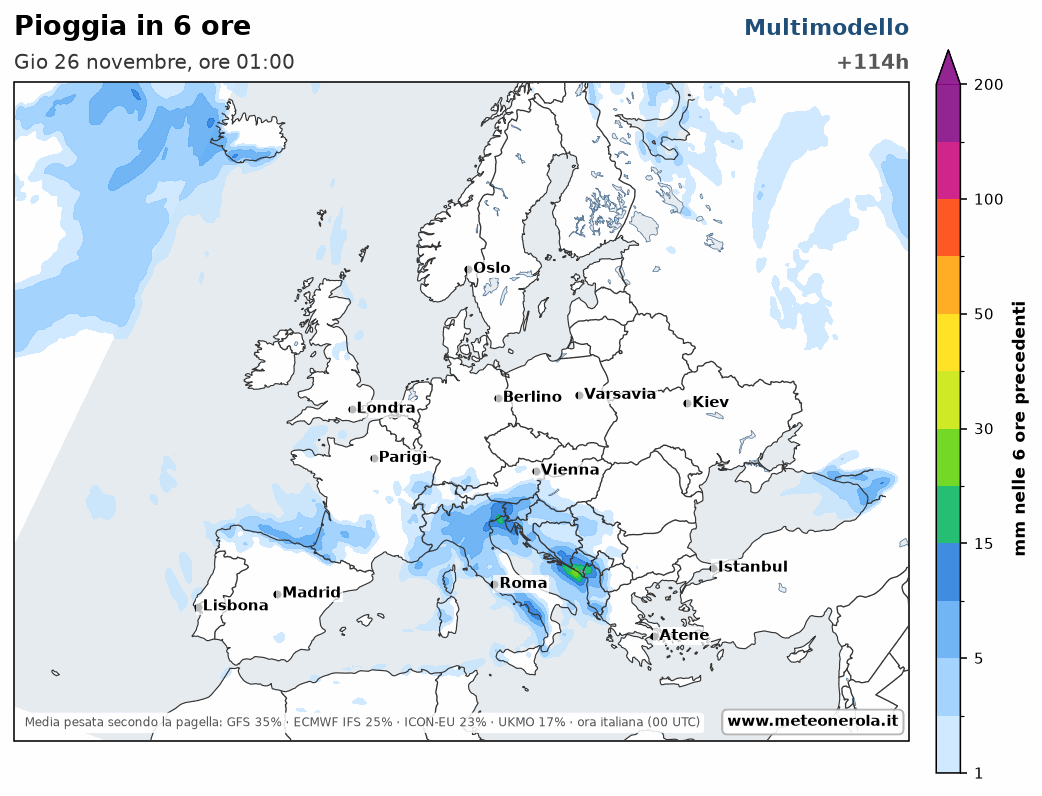 Pioggia in 6 ore
Multimodello
Gio 26 novembre, ore 01:00
+114h
200
100
50
30
15
5
1
mm nelle 6 ore precedenti
Oslo
Berlino
Varsavia
Kiev
Londra
Parigi
Vienna
Istanbul
Roma
Madrid
Lisbona
Atene
Media pesata secondo la pagella: GFS 35% · ECMWF IFS 25% · ICON-EU 23% · UKMO 17% · ora italiana (00 UTC)
www.meteonerola.it